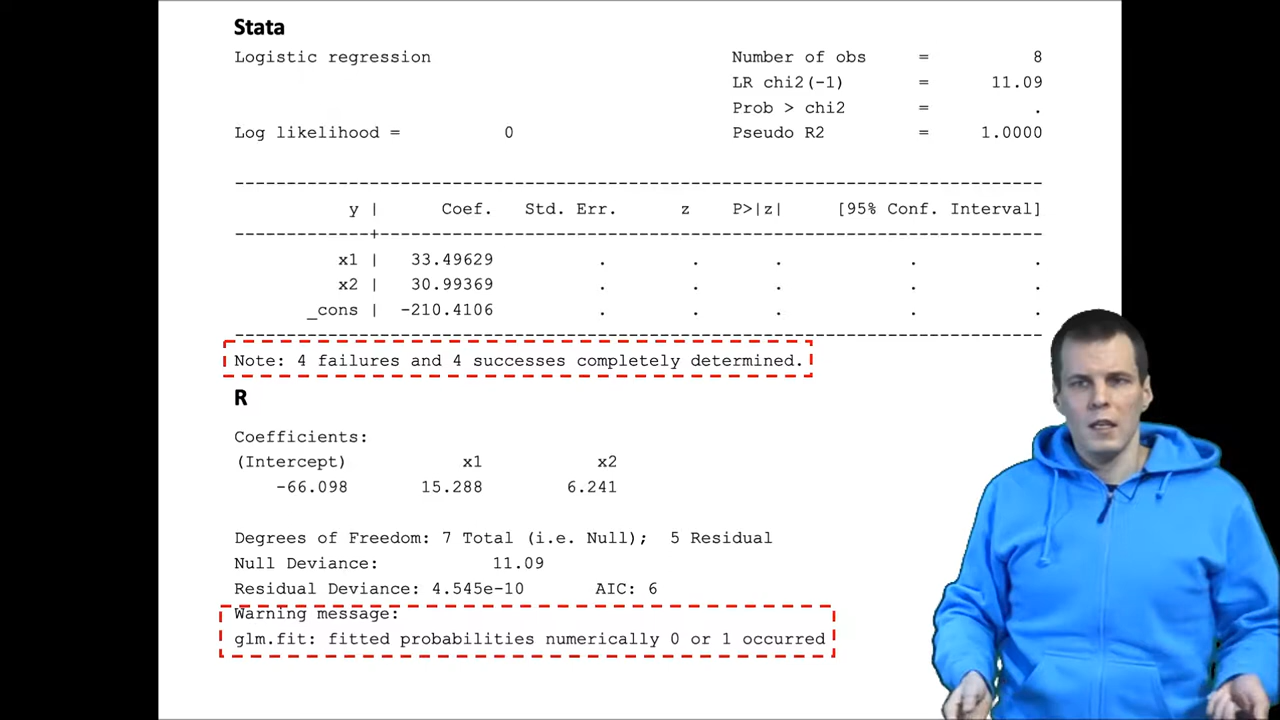 Stata
Logistic regression Number of obs = 8
LR chi2(-1) = 11.09
Prob > chi2 = .
Log likelihood = 0 Pseudo R2 = 1.0000
------------------------------------------------------------------------------
y | Coef. Std. Err. z P>|z| [95% Conf. Interval]
-------------+----------------------------------------------------------------
x1 | 33.49629 . . . . .
x2 | 30.99369 . . . . .
_cons | -210.4106 . . . . .
------------------------------------------------------------------------------
Note: 4 failures and 4 successes completely determined.
R
Coefficients:
(Intercept) x1 x2
-66.098 15.288 6.241
Degrees of Freedom: 7 Total (i.e. Null); 5 Residual
Null Deviance: 11.09
Residual Deviance: 4.545e-10 AIC: 6
Warning message:
glm.fit: fitted probabilities numerically 0 or 1 occurred